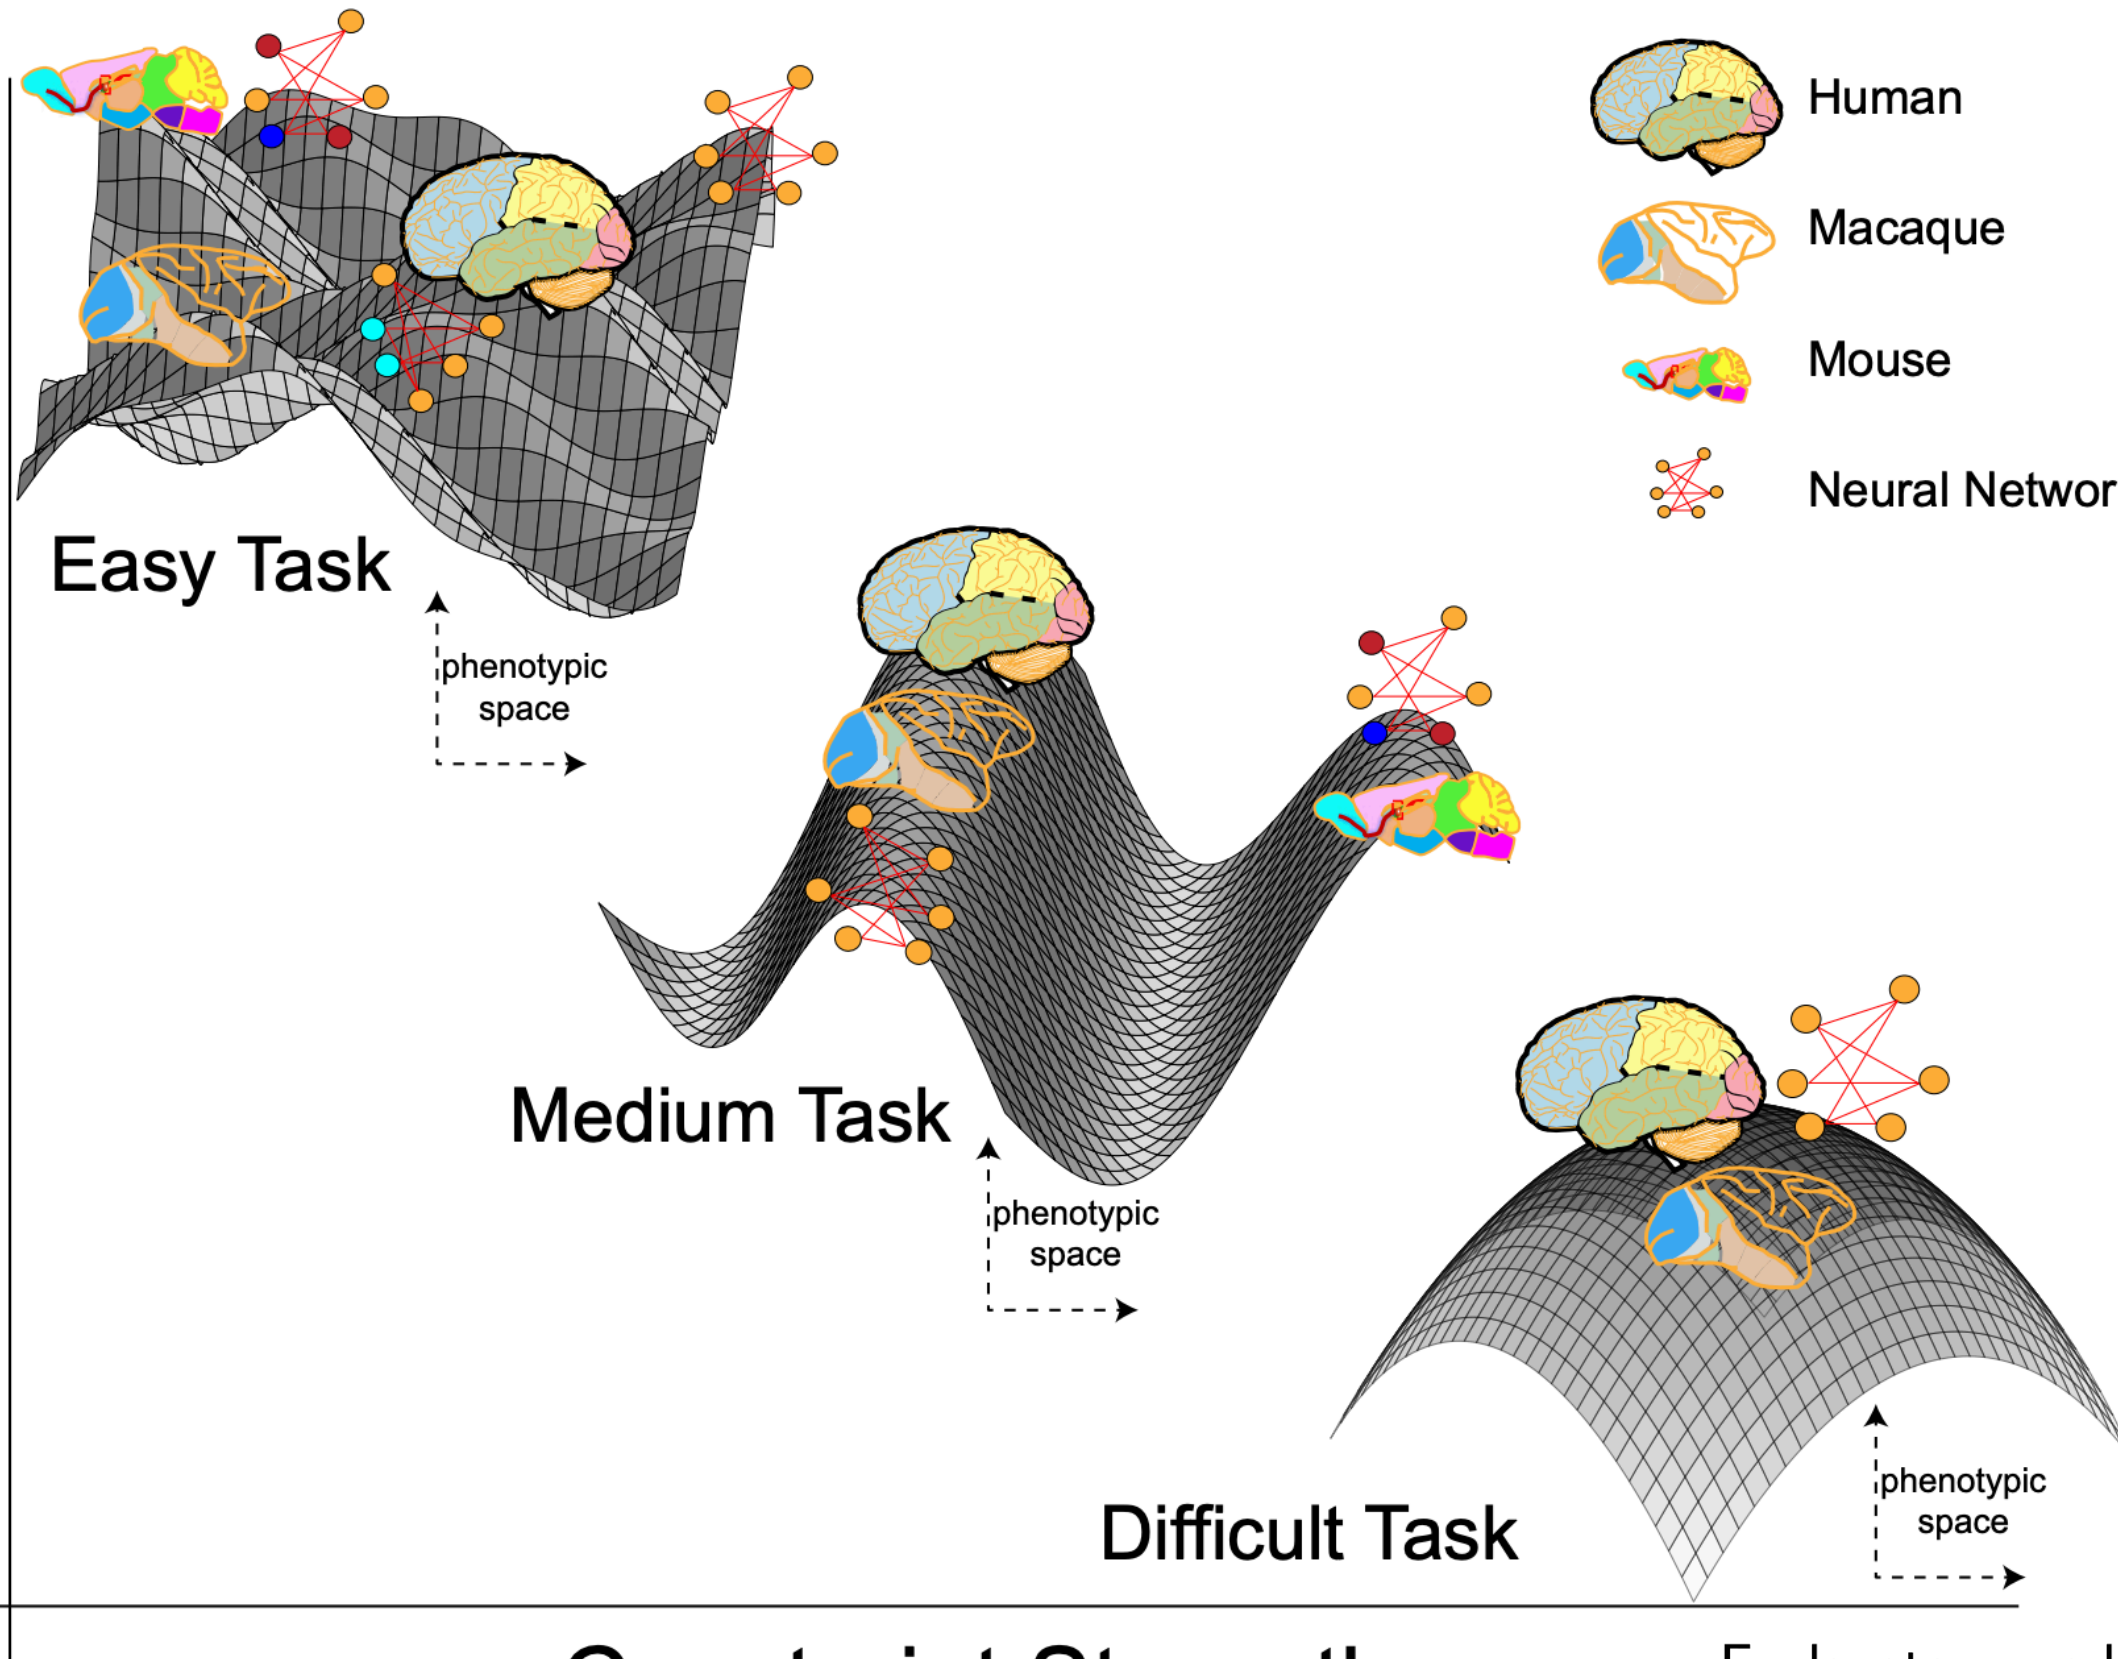 Human
Macaque
Mouse
Neural Networ
Easy Task
phenotypic
space
Medium Task
phenotypic
space
Difficult Task
phenotypic
space